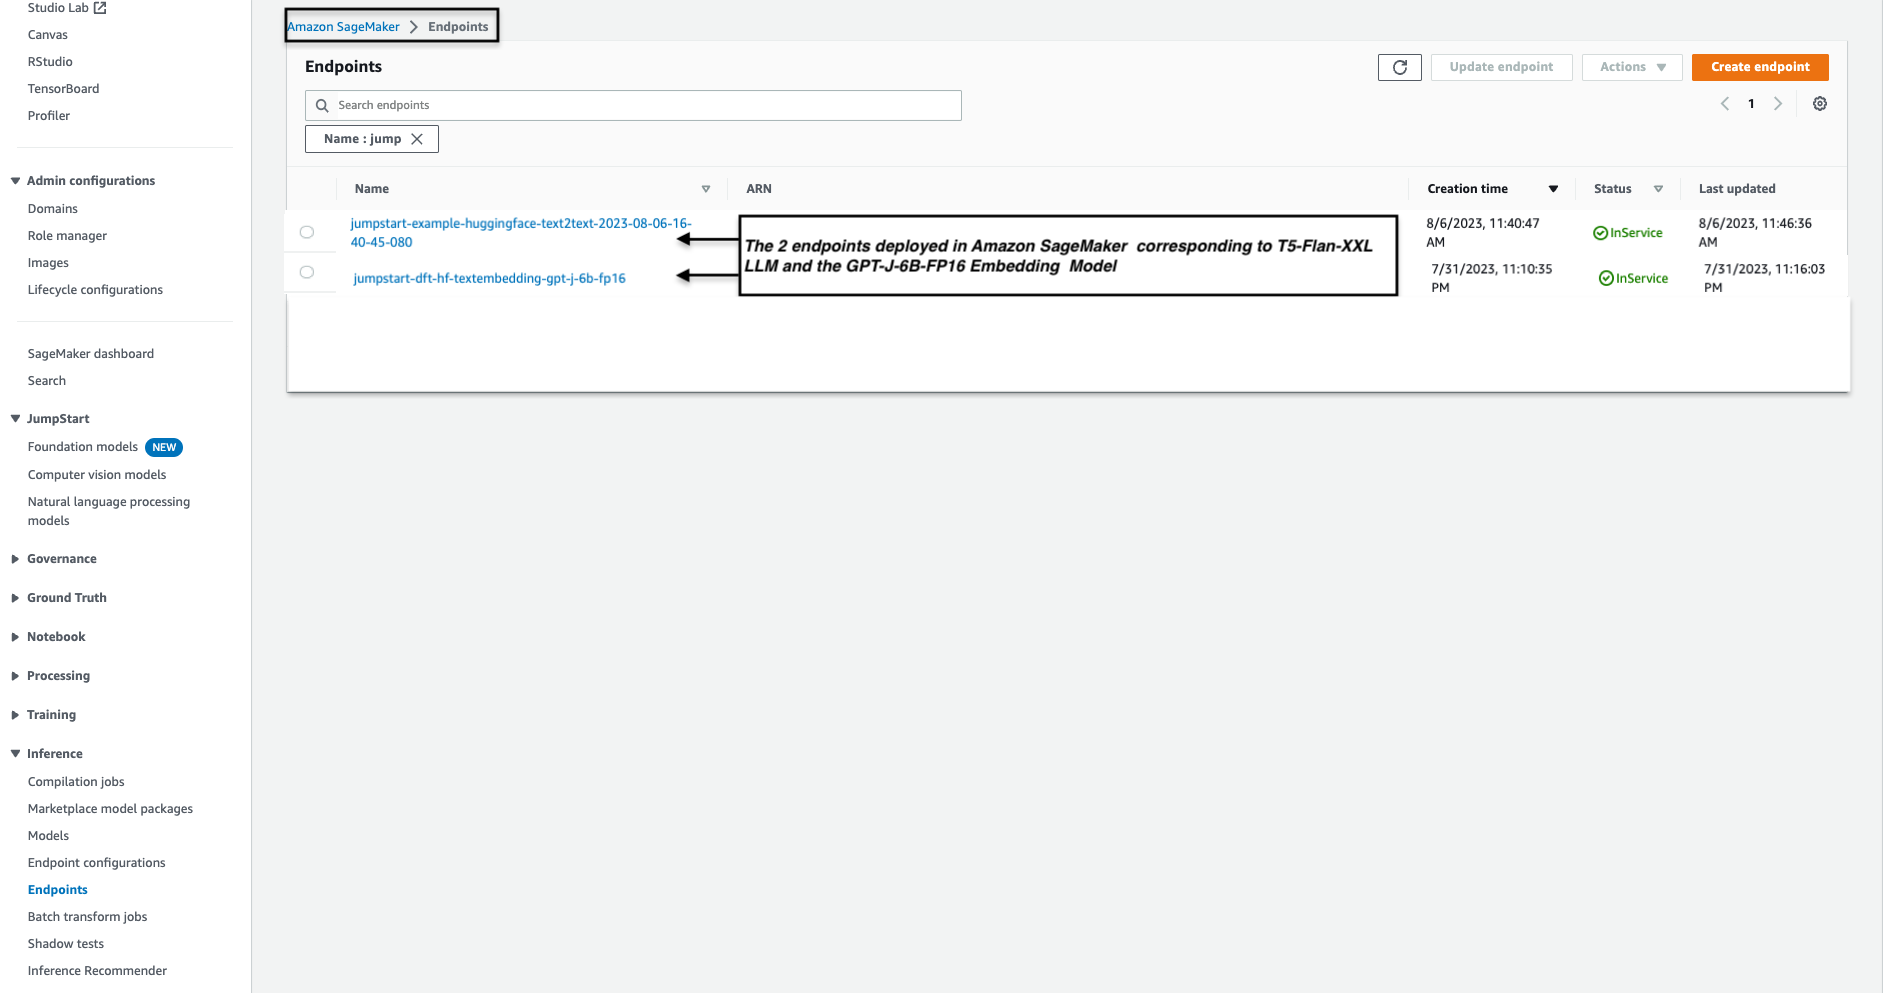 Studio Lab
Canvas
RStudio
TensorBoard
Profiler
Admin configurations
Domains
Role manager
Images
Lifecycle configurations
SageMaker dashboard
Search
JumpStart
Foundation models NEW
Computer vision models
Natural language processing
models
Governance
Ground Truth
Notebook
Processing
Training
Inference
Compilation jobs
Marketplace model packages
Models
Endpoint configurations
Endpoints
Batch transform jobs
Shadow tests
Inference Recommender
Amazon SageMaker > Endpoints
Endpoints
Update endpoint
Actions
Create endpoint
Search endpoints
1
Name : jump
Name ARN Creation time Status Last updated
jumpstart-example-huggingface-text2text-2023-08-06-16-
40-45-080
8/6/2023, 11:40:47
AM
InService
8/6/2023, 11:46:36
AM
The 2 endpoints deployed in Amazon SageMaker corresponding to T5-Flan-XXL
LLM and the GPT-J-6B-FP16 Embedding Model
jumpstart-dft-hf-textembedding-gpt-j-6b-fp16
7/31/2023, 11:10:35
PM
InService
7/31/2023, 11:16:03
PM